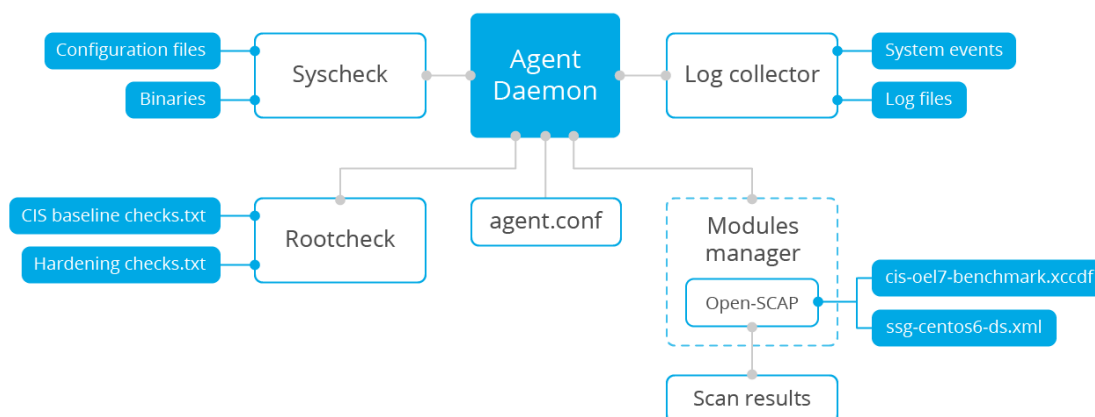 Configuration files
Binaries
Syscheck
Agent
Daemon
Log collector
System events
Log files
CIS baseline checks.txt
Hardening checks.txt
Rootcheck
agent.conf
Modules
manager
Open-SCAP
cis-oel7-benchmark.xccdf
ssg-centos6-ds.xml
Scan results